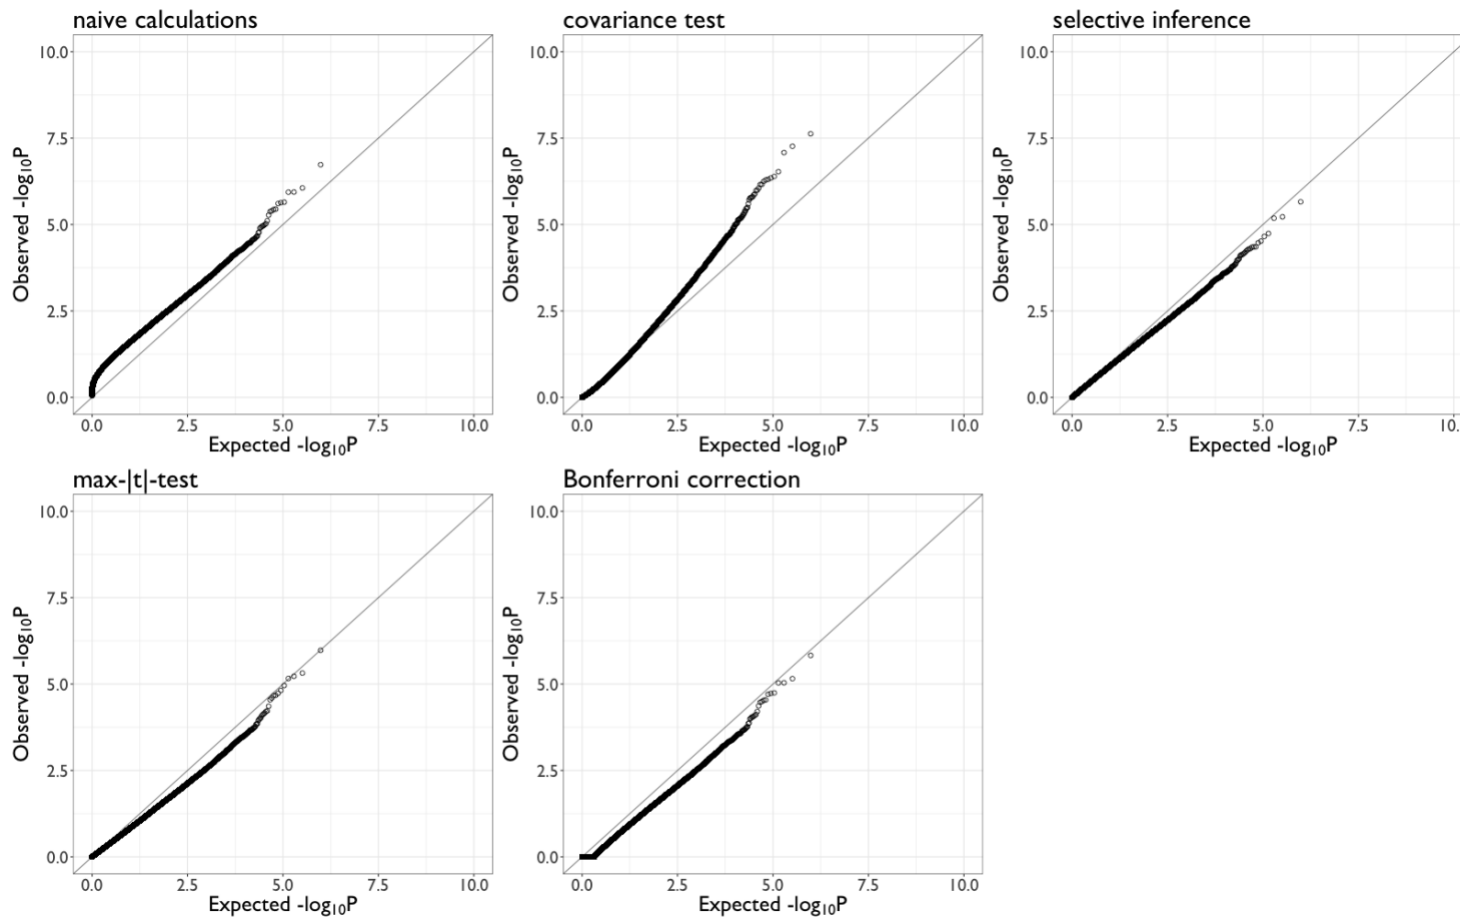 naive calculations
covariance test
selective inference
10.0
7.5
5.0
2.5
0.0
Observed -log₁₀P
0.0 2.5 5.0 7.5 10.0
Expected -log₁₀P
10.0
7.5
5.0
2.5
0.0
Observed -log₁₀P
0.0 2.5 5.0 7.5 10.0
Expected -log₁₀P
10.0
7.5
5.0
2.5
0.0
Observed -log₁₀P
0.0 2.5 5.0 7.5 10.
Expected -log₁₀P
max-|t|-test
Bonferroni correction
10.0
7.5
5.0
2.5
0.0
Observed -log₁₀P
0.0 2.5 5.0 7.5 10.0
Expected -log₁₀P
10.0
7.5
5.0
2.5
0.0
Observed -log₁₀P
0.0 2.5 5.0 7.5 10.0
Expected -log₁₀P